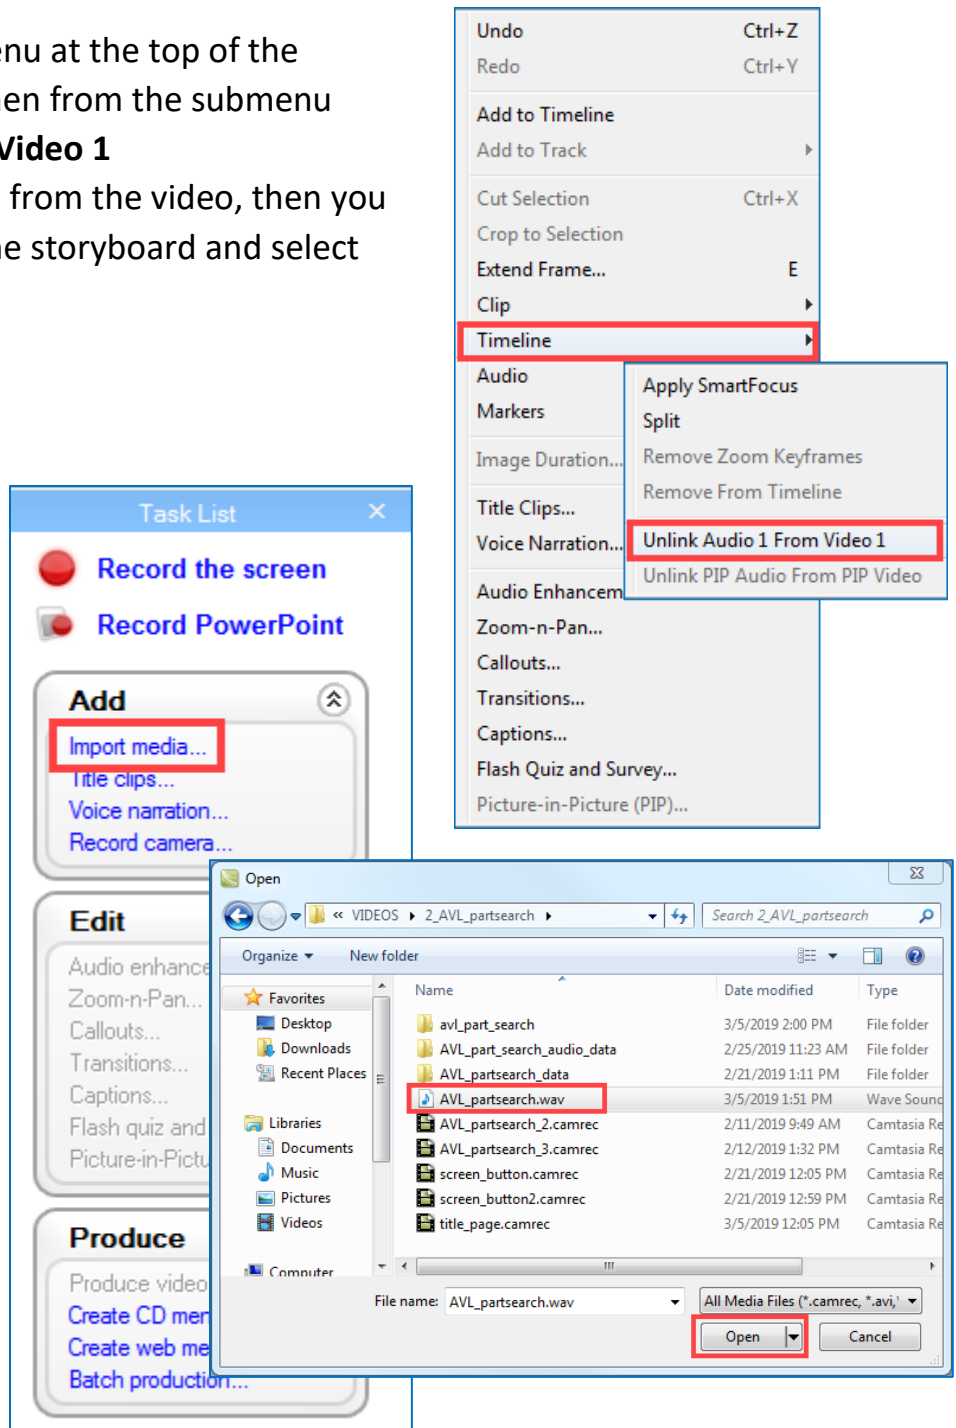 enu at the top of the
nen from the submenu
Video 1
from the video, then you
ne storyboard and select
Undo Ctrl+Z
Redo Ctrl+Y
Add to Timeline
Add to Track
Cut Selection Ctrl+X
Crop to Selection
Extend Frame... E
Clip
Timeline
Audio
Markers
Image Duration...
Title Clips...
Voice Narration...
Audio Enhancem
Zoom-n-Pan...
Callouts...
Transitions...
Captions...
Flash Quiz and Survey...
Picture-in-Picture (PIP)...
Apply SmartFocus
Split
Remove Zoom Keyframes
Remove From Timeline
Unlink Audio 1 From Video 1
Unlink PIP Audio From PIP Video
Task List
Record the screen
Record PowerPoint
Add
Import media...
Title clips...
Voice narration...
Record camera...
Edit
Audio enhance
Zoom-n-Pan...
Callouts...
Transitions...
Captions...
Flash quiz and
Picture-in-Pictu
Produce
Produce video
Create CD men
Create web me
Batch production...
Open
« VIDEOS 2_AVL_partsearch Search 2_AVL_partsearch
Organize New folder
Favorites
Desktop
Downloads
Recent Places
Libraries
Documents
Music
Pictures
Videos
Computer
Name Date modified Type
avl_part_search 3/5/2019 2:00 PM File folder
AVL_part_search_audio_data 2/25/2019 11:23 AM File folder
AVL_partsearch_data 2/21/2019 1:11 PM File folder
AVL_partsearch.wav 3/5/2019 1:51 PM Wave Sound
AVL_partsearch_2.camrec 2/11/2019 9:49 AM Camtasia Re
AVL_partsearch_3.camrec 2/12/2019 1:32 PM Camtasia Re
screen_button.camrec 2/21/2019 12:05 PM Camtasia Re
screen_button2.camrec 2/21/2019 12:59 PM Camtasia Re
title_page.camrec 3/5/2019 12:05 PM Camtasia Re
File name: AVL_partsearch.wav All Media Files (*.camrec, *.avi,
Open Cancel